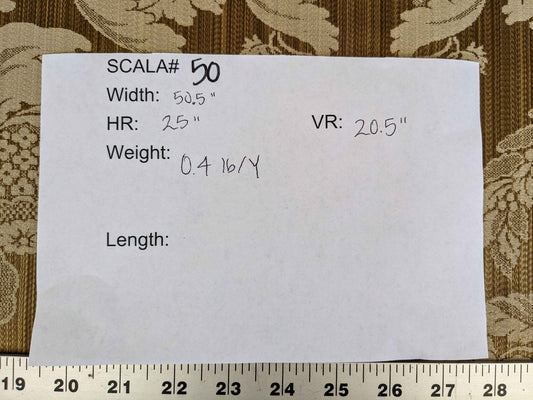 SCALA# 50
Width: 50.5"
HR: 25" VR: 20.5"
Weight: 0.4 lb/Y
Length:
19 20 21 22 23 24 25 26 27 28